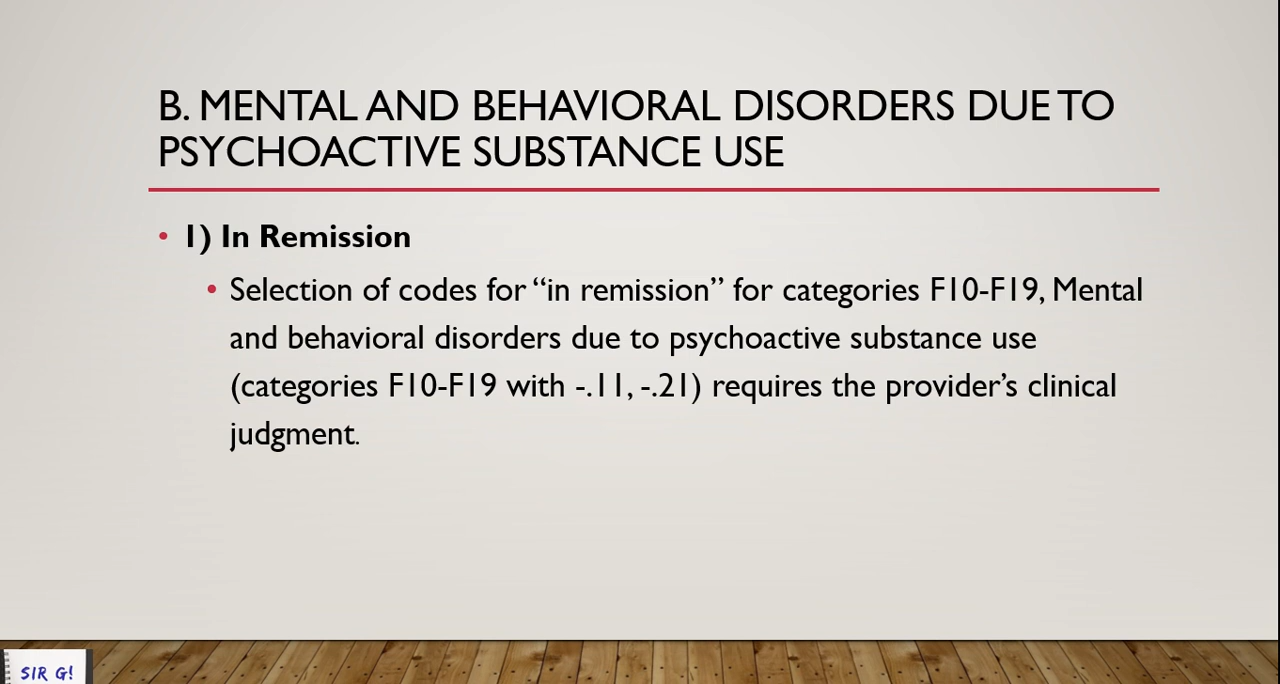 B. MENTAL AND BEHAVIORAL DISORDERS DUE TO
PSYCHOACTIVE SUBSTANCE USE
• 1) In Remission
• Selection of codes for “in remission” for categories F10-F19, Mental
and behavioral disorders due to psychoactive substance use
(categories F10-F19 with -.11, -.21) requires the provider’s clinical
judgment.
SIR G!